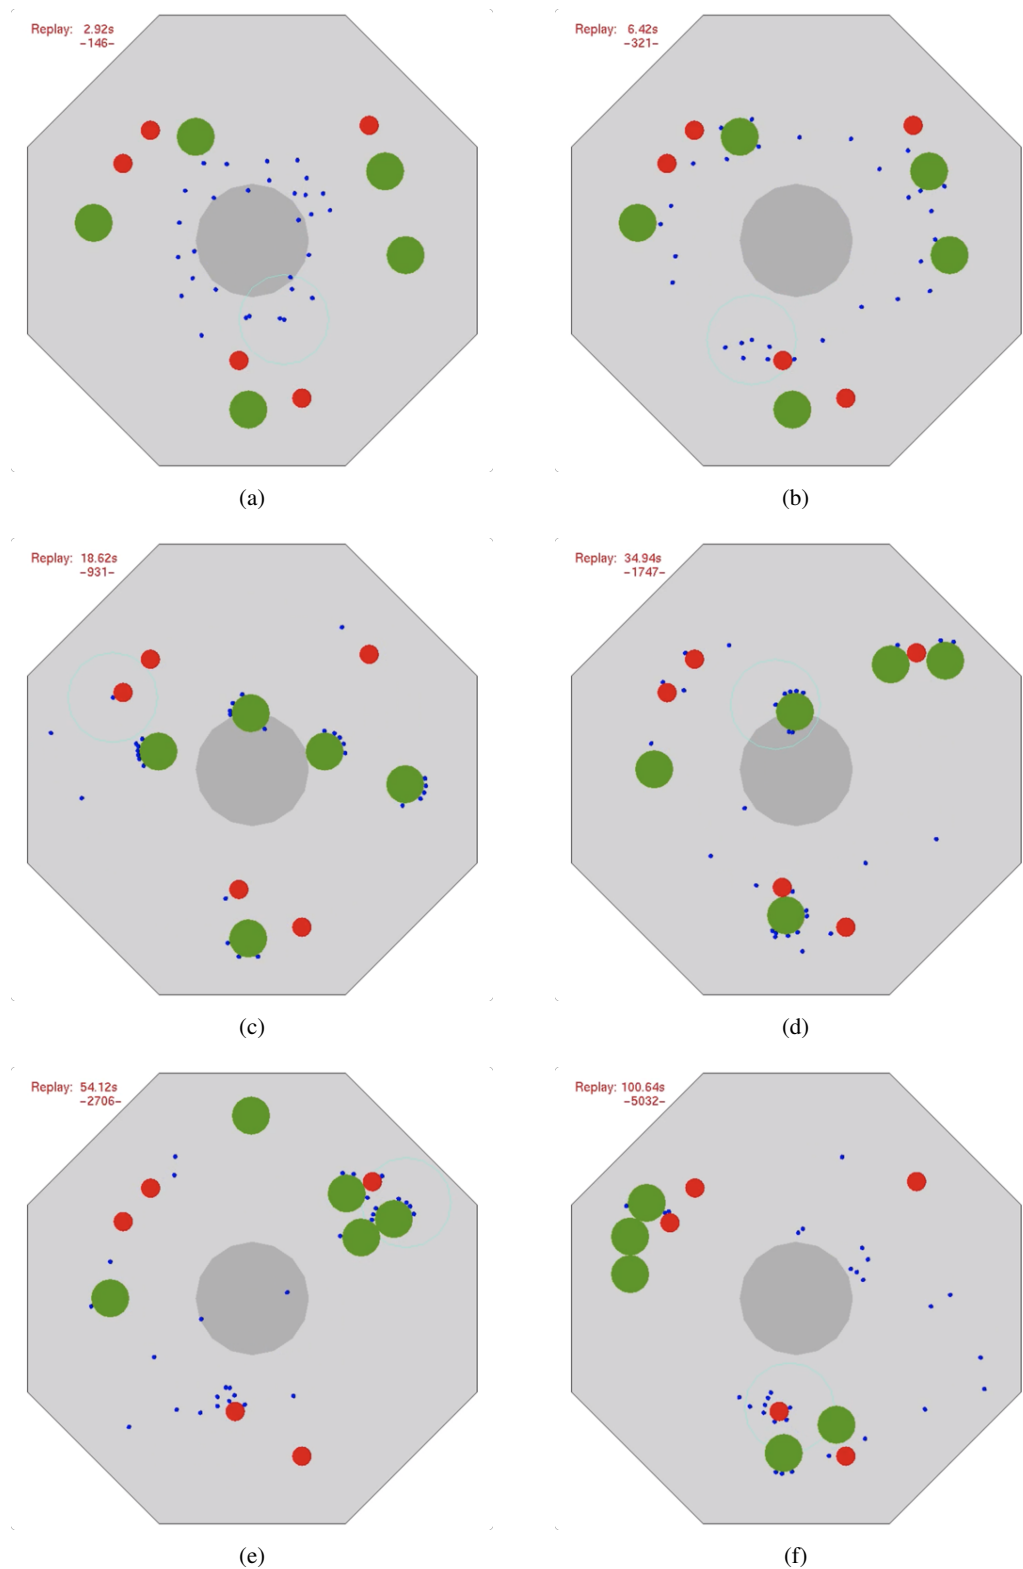 Replay: 2.92s
-146-
Replay: 6.42s
-321-
(a)
(b)
Replay: 18.62s
-931-
Replay: 34.94s
-1747-
(c)
(d)
Replay: 54.12s
-2706-
Replay: 100.64s
-5032-
(e)
(f)